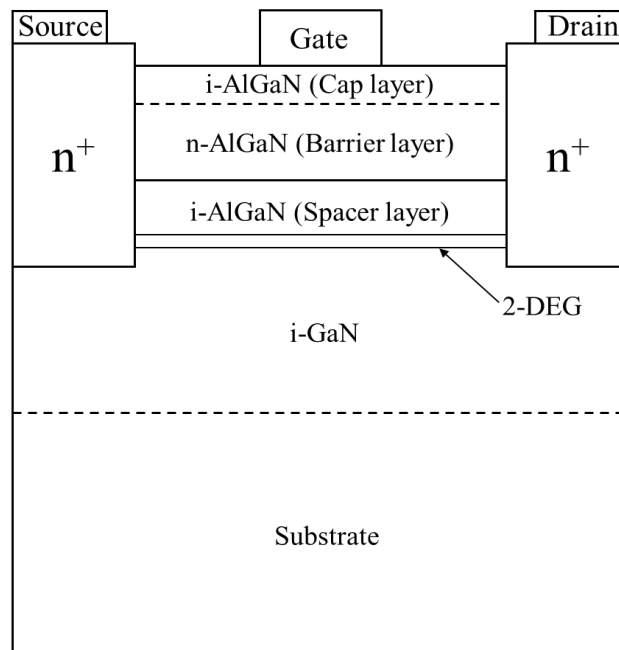 Source
Gate
Drain
i-AlGaN (Cap layer)
n⁺
n-AlGaN (Barrier layer)
n⁺
i-AlGaN (Spacer layer)
2-DEG
i-GaN
Substrate